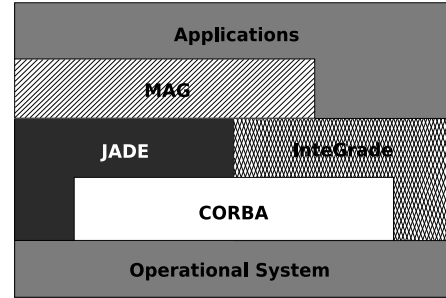 Applications
MAG
JADE
InteGrade
CORBA
Operational System